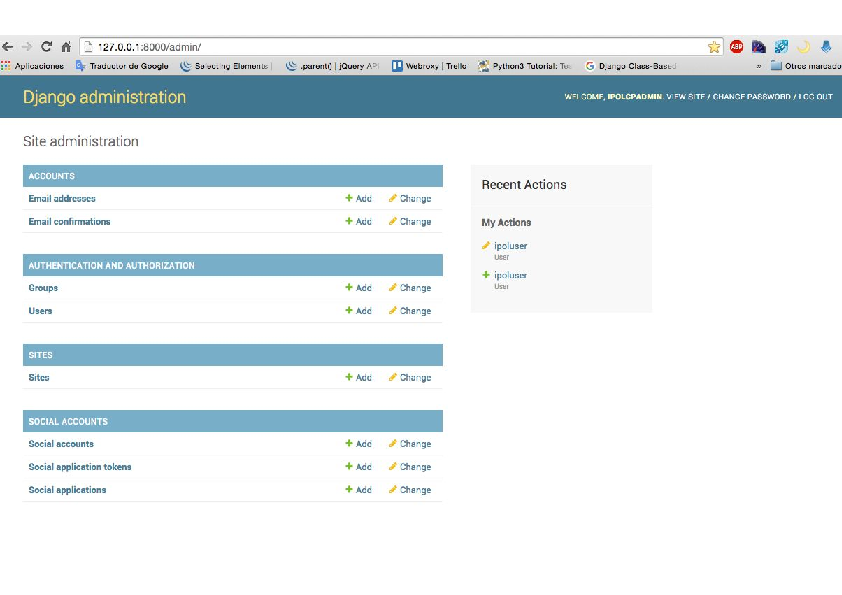 127.0.0.1:8000/admin/
ABP
Aplicaciones Traductor de Google Selecting Elements | .parent() | jQuery API Webroxy | Trello Python3 Tutorial: Te Django Class-Based » Otros marcado
Django administration
WELCOME, IPOLCPADMIN. VIEW SITE / CHANGE PASSWORD / LOG OUT
Site administration
ACCOUNTS
Email addresses Add Change
Email confirmations Add Change
AUTHENTICATION AND AUTHORIZATION
Groups Add Change
Users Add Change
SITES
Sites Add Change
SOCIAL ACCOUNTS
Social accounts Add Change
Social application tokens Add Change
Social applications Add Change
Recent Actions
My Actions
ipoluser
User
ipoluser
User